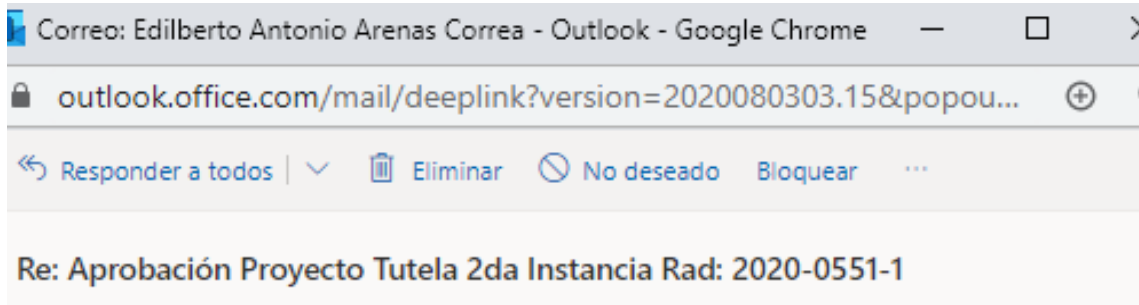 Correo: Edilberto Antonio Arenas Correa - Outlook - Google Chrome
outlook.office.com/mail/deeplink?version=2020080303.15&popou...
Responder a todos | Eliminar No deseado Bloquear ...
Re: Aprobación Proyecto Tutela 2da Instancia Rad: 2020-0551-1